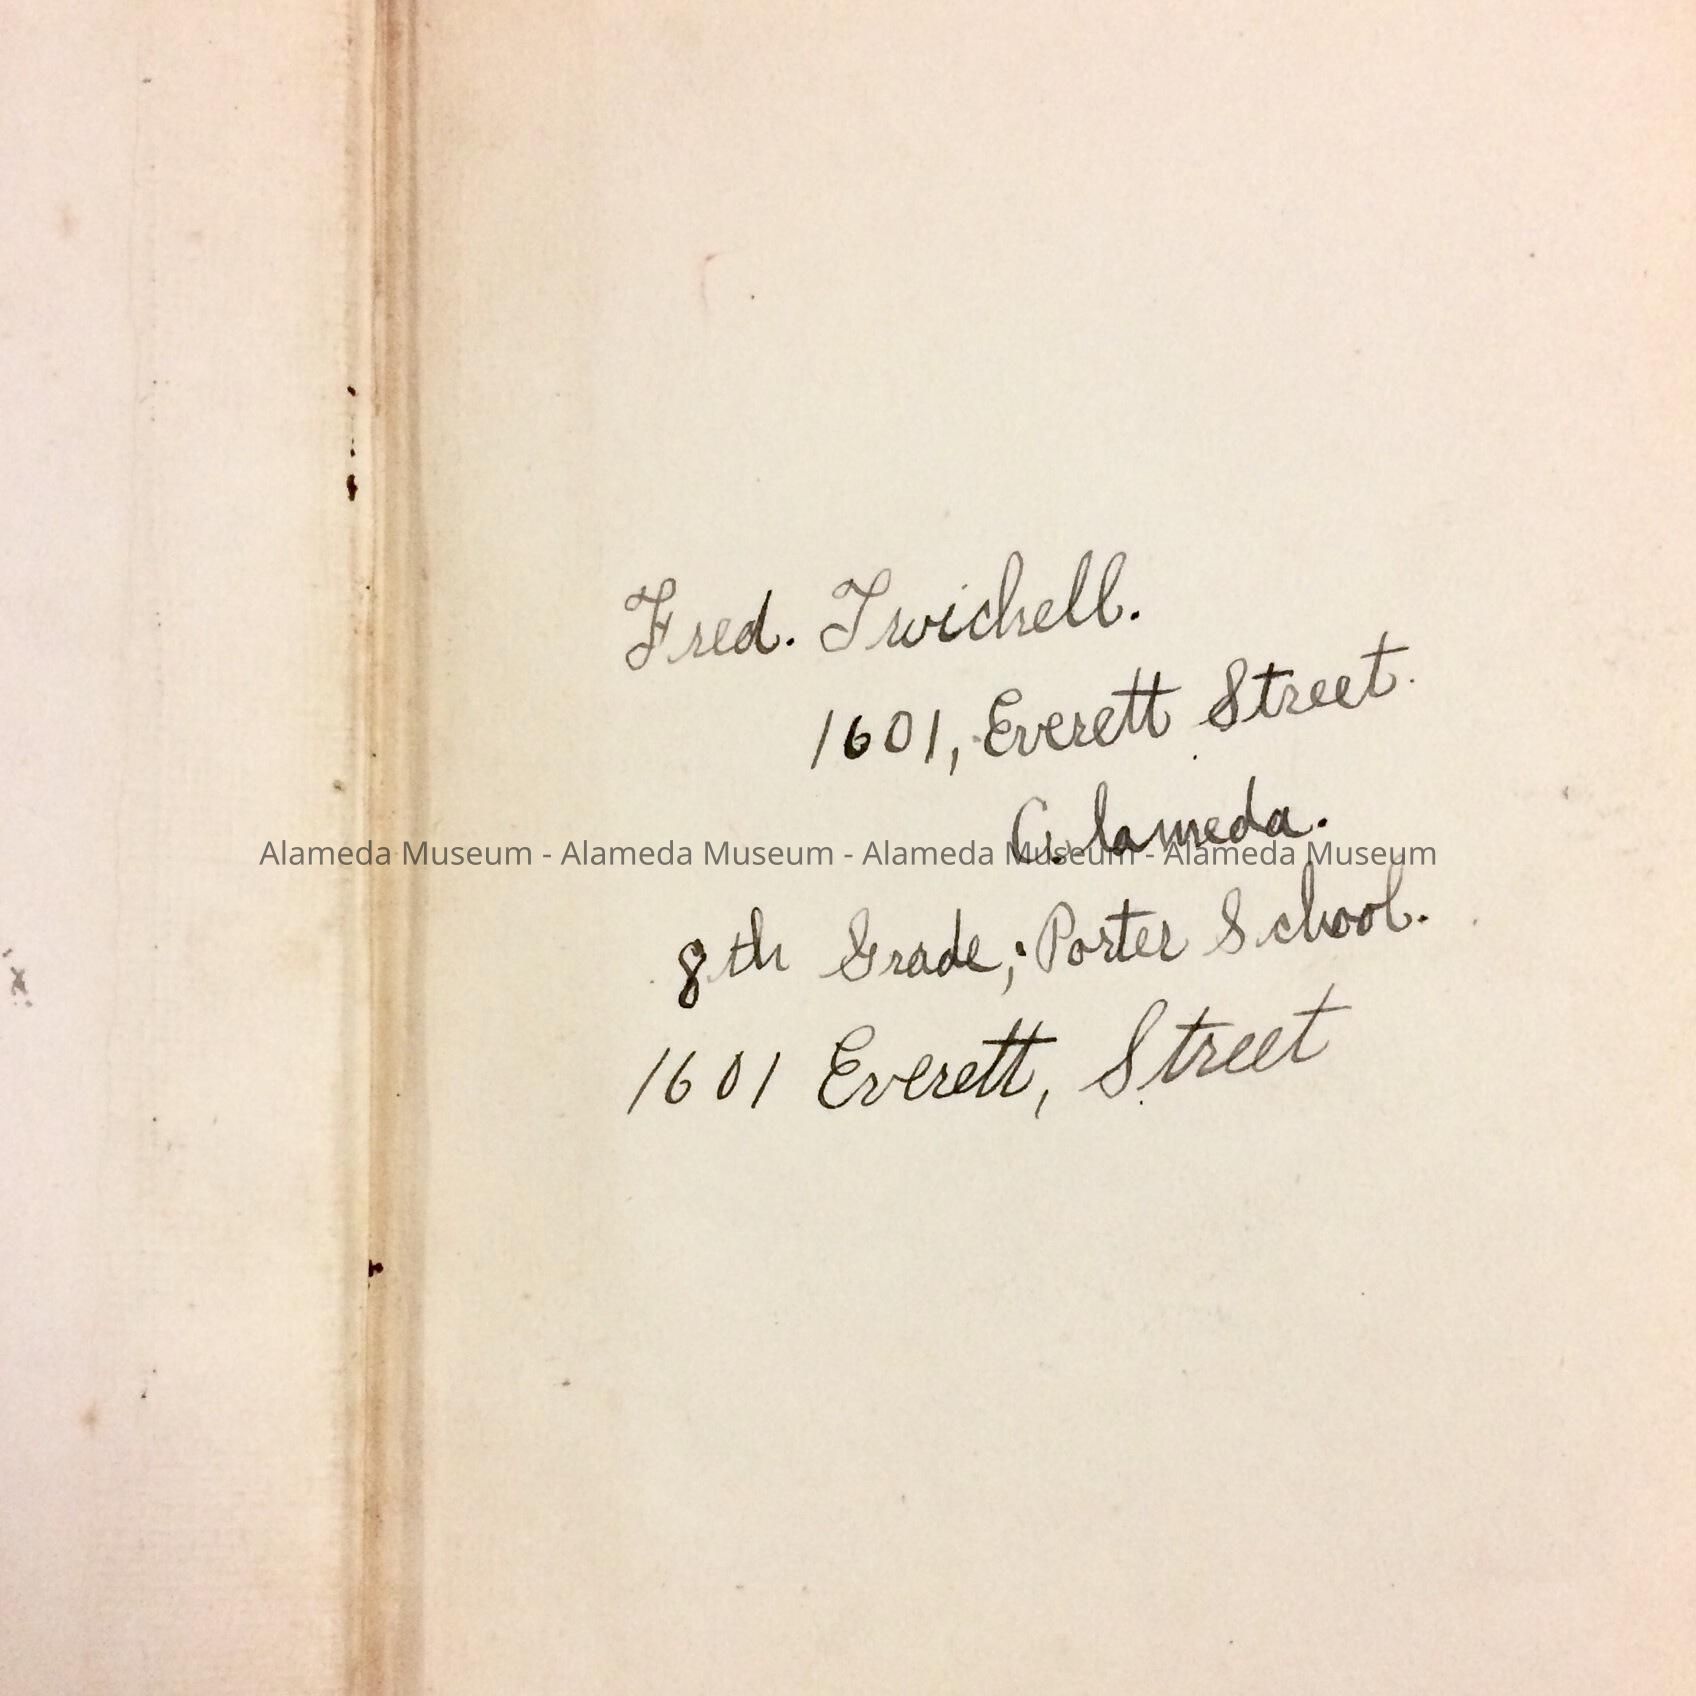 Fred. Twichell.
1601, Everett Street.
Alameda.
Alameda Museum - Alameda Museum - Alameda Museum - Alameda Museum
8th Grade; Porter School.
1601 Everett, Street